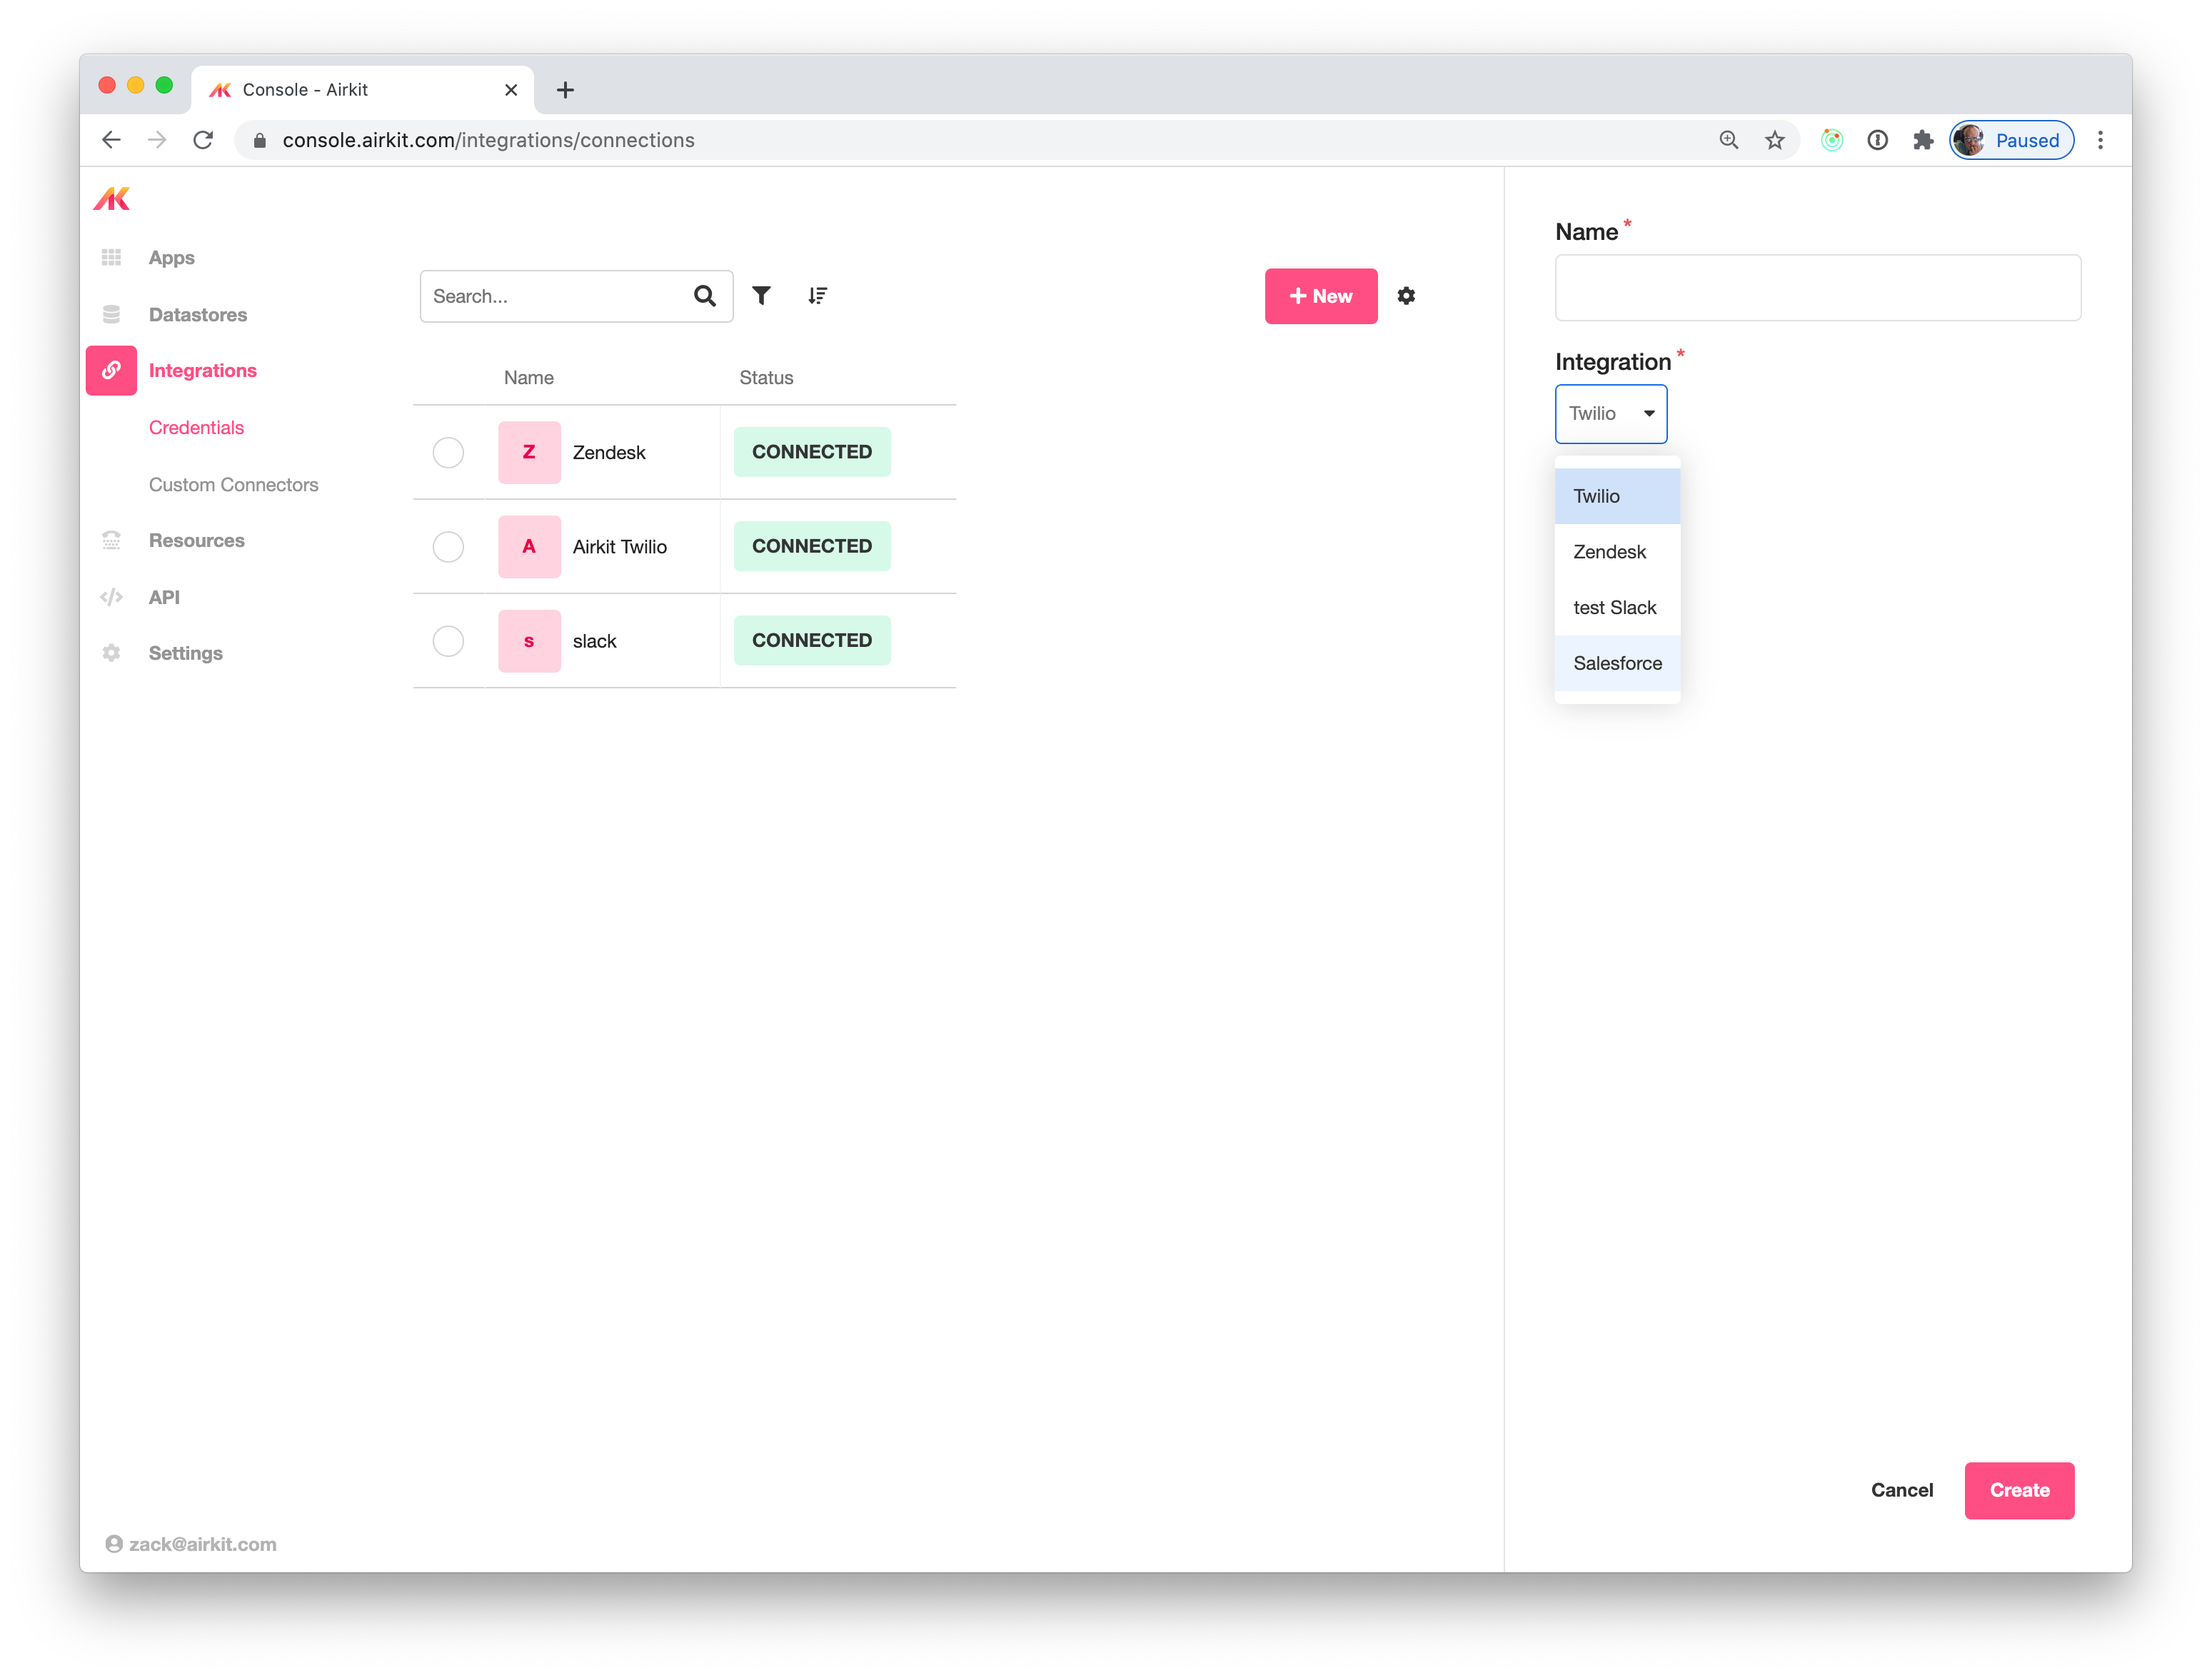 Console - Airkit
console.airkit.com/integrations/connections
Paused
Apps
Datastores
Integrations
Credentials
Custom Connectors
Resources
API
Settings
zack@airkit.com
Search...
+ New
Name Status
Z Zendesk CONNECTED
A Airkit Twilio CONNECTED
s slack CONNECTED
Name *
Integration *
Twilio
Twilio
Zendesk
test Slack
Salesforce
Cancel Create